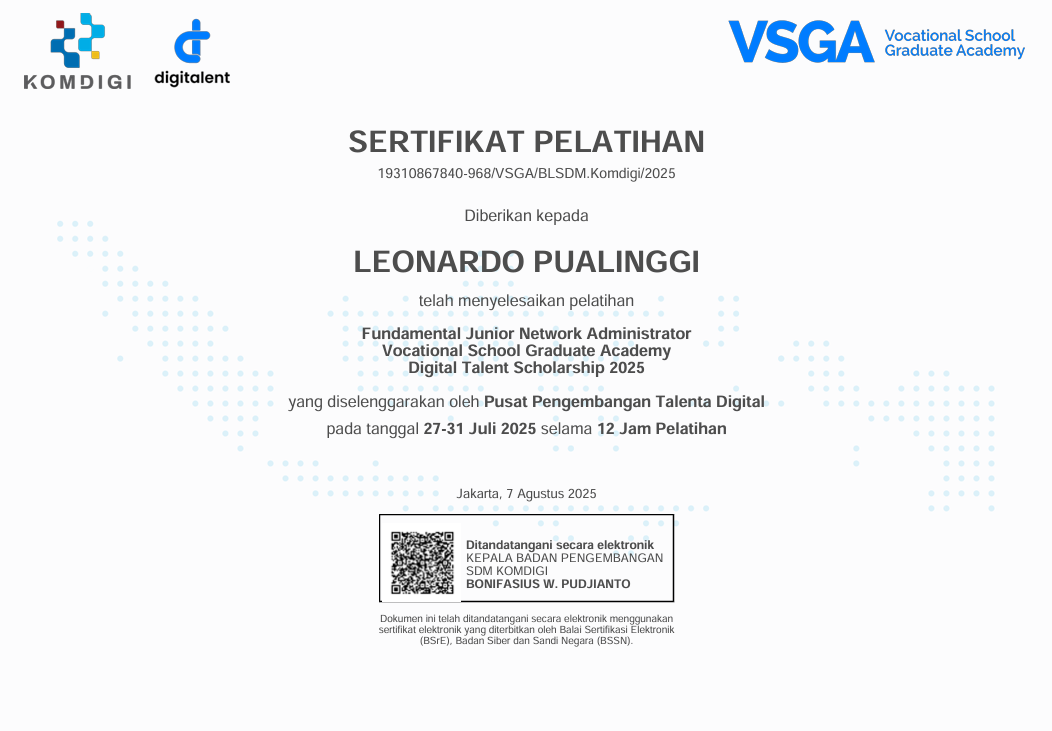 KOMDIGI
digitalent
VSGA
Vocational School
Graduate Academy
SERTIFIKAT PELATIHAN
19310867840-968/VSGA/BLSDM.Komdigi/2025
Diberikan kepada
LEONARDO PUALINGGI
telah menyelesaikan pelatihan
Fundamental Junior Network Administrator
Vocational School Graduate Academy
Digital Talent Scholarship 2025
yang diselenggarakan oleh Pusat Pengembangan Talenta Digital
pada tanggal 27-31 Juli 2025 selama 12 Jam Pelatihan
Jakarta, 7 Agustus 2025
Ditandatangani secara elektronik
KEPALA BADAN PENGEMBANGAN
SDM KOMDIGI
BONIFASIUS W. PUDJIANTO
Dokumen ini telah ditandatangani secara elektronik menggunakan
sertifikat elektronik yang diterbitkan oleh Balai Sertifikasi Elektronik
(BSrE), Badan Siber dan Sandi Negara (BSSN).